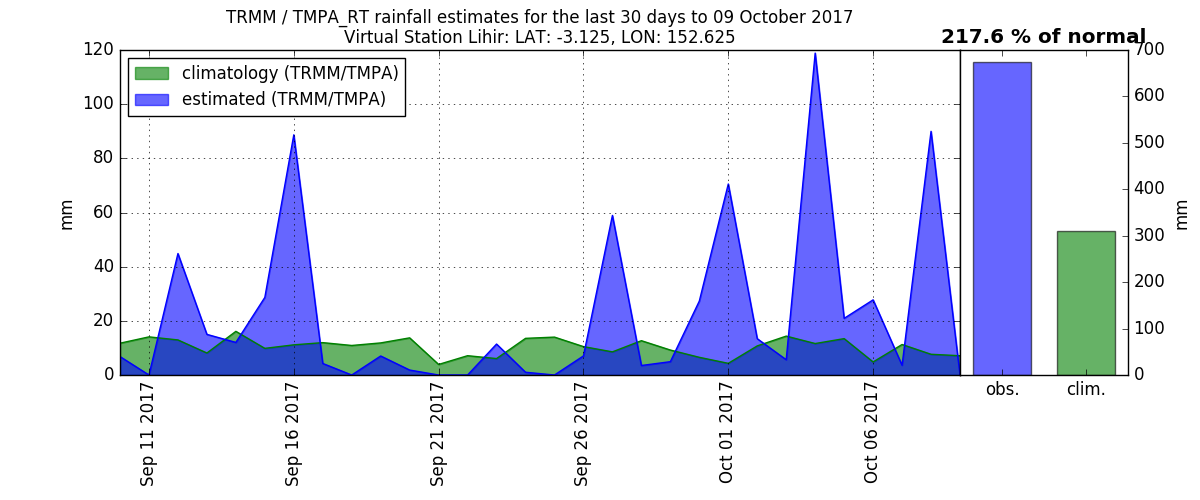 TRMM / TMPA_RT rainfall estimates for the last 30 days to 09 October 2017
Virtual Station Lihir: LAT: -3.125, LON: 152.625
217.6 % of normal
climatology (TRMM/TMPA)
estimated (TRMM/TMPA)
mm
120
100
80
60
40
20
0
Sep 11 2017
Sep 16 2017
Sep 21 2017
Sep 26 2017
Oct 01 2017
Oct 06 2017
obs.
clim.
700
600
500
400
300
200
100
0
mm